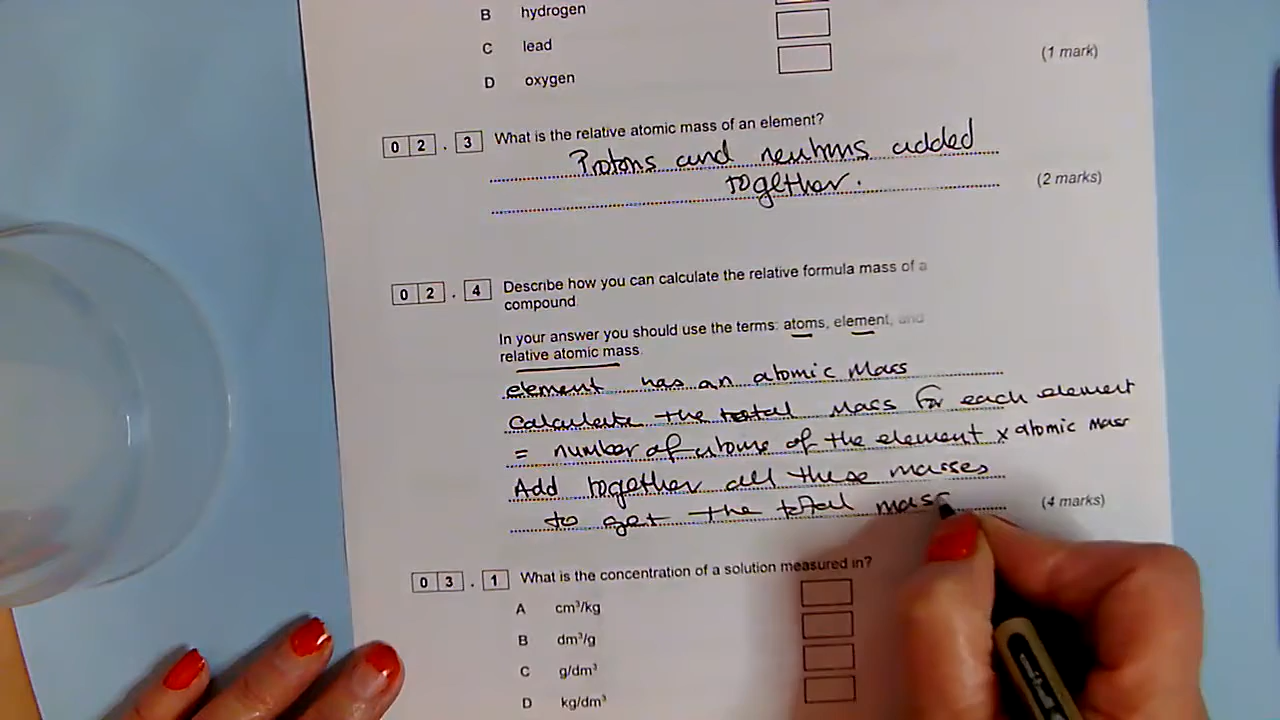 B hydrogen
C lead
D oxygen
(1 mark)
0 2 . 3 What is the relative atomic mass of an element?
Protons and neutrons added
together.
(2 marks)
0 2 . 4 Describe how you can calculate the relative formula mass of a
compound
In your answer you should use the terms: atoms, element, and
relative atomic mass.
element has an atomic Mass
Calculate the total Mass for each element
= number of atoms of the element x atomic mass
Add together all these masses
to get the total mass
(4 marks)
0 3 . 1 What is the concentration of a solution measured in?
A cm³/kg
B dm³/g
C g/dm³
D kg/dm³